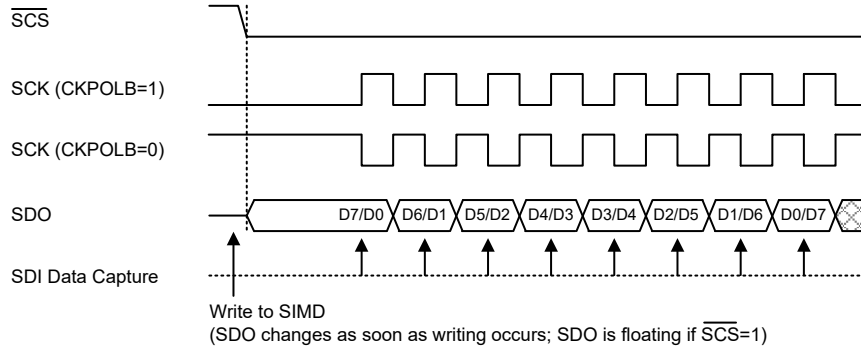 SCS
SCK (CKPOLB=1)
SCK (CKPOLB=0)
SDO
D7/D0 D6/D1 D5/D2 D4/D3 D3/D4 D2/D5 D1/D6 D0/D7
SDI Data Capture
Write to SIMD
(SDO changes as soon as writing occurs; SDO is floating if SCS=1)